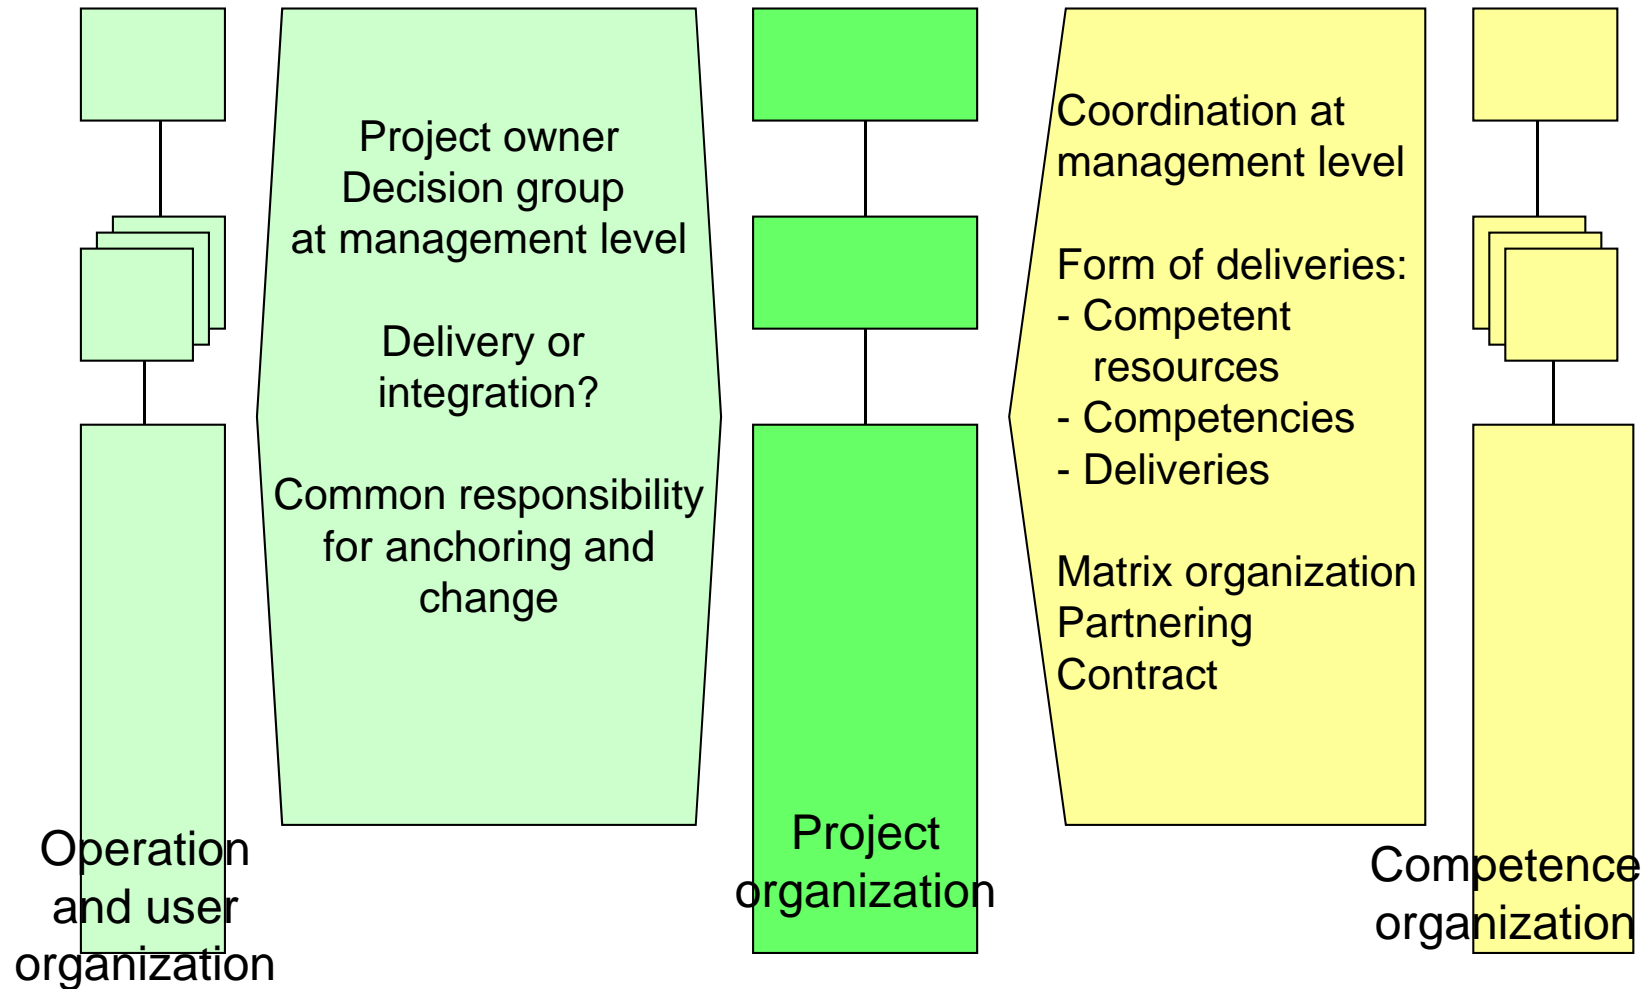 Project owner
Decision group
at management level
Delivery or
integration?
Common responsibility
for anchoring and
change
Coordination at
management level
Form of deliveries:
- Competent
resources
- Competencies
- Deliveries
Matrix organization
Partnering
Contract
Operation
and user
organization
Project
organization
Competence
organization